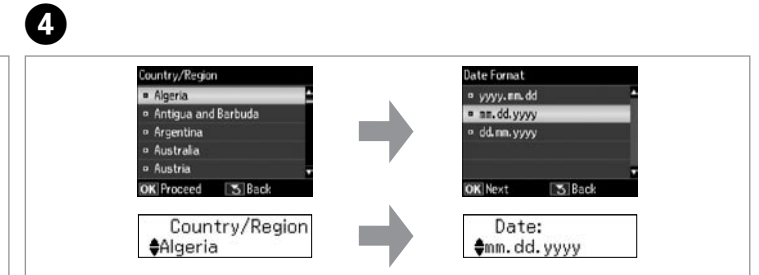 4
Country/Region
Algeria
Antigua and Barbuda
Argentina
Australia
Austria
OK Proceed Back
Date Format
yyyy.mm.dd
mm.dd.yyyy
dd.mm.yyyy
OK Next Back
Country/Region
Algeria
Date:
mm.dd.yyyy